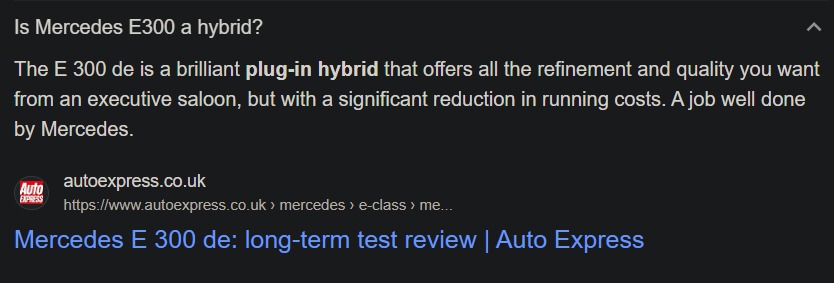 Is Mercedes E300 a hybrid?
The E 300 de is a brilliant plug-in hybrid that offers all the refinement and quality you want
from an executive saloon, but with a significant reduction in running costs. A job well done
by Mercedes.
Auto
EXPRESS
autoexpress.co.uk
https://www.autoexpress.co.uk › mercedes › e-class › me...
Mercedes E 300 de: long-term test review | Auto Express